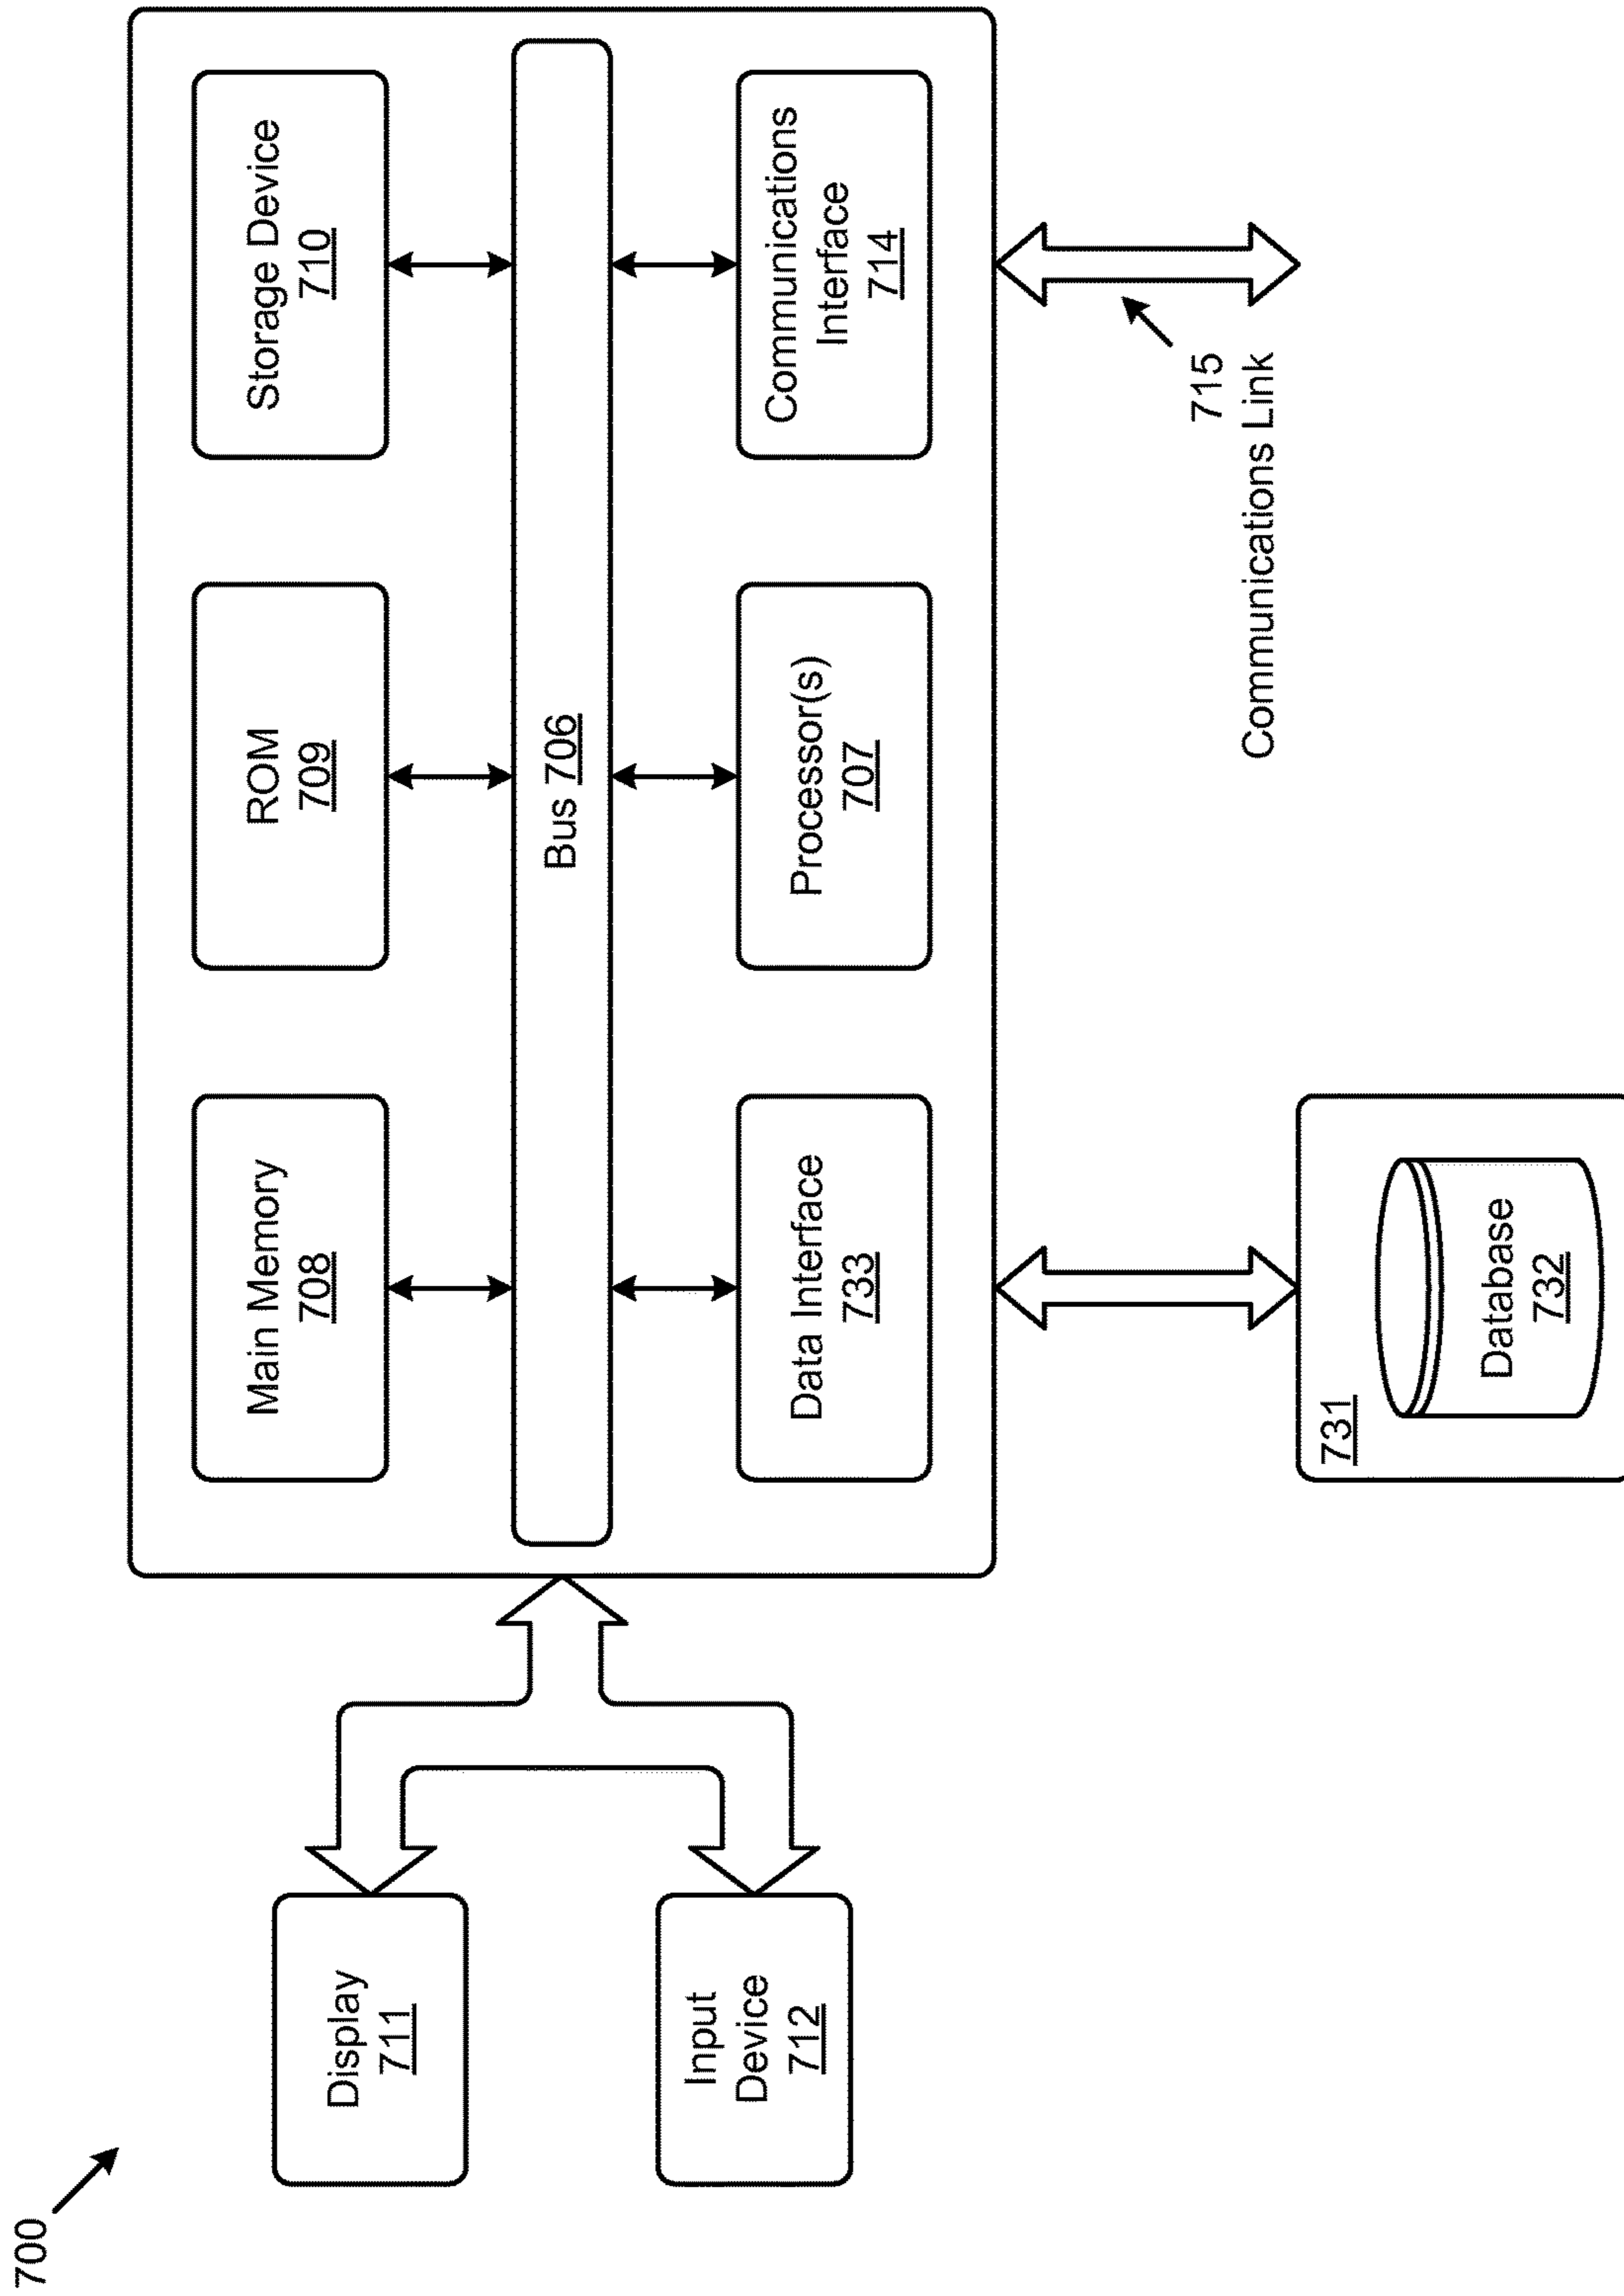 700
Display
711
Input
Device
712
Main Memory
708
ROM
709
Storage Device
710
Bus 706
Data Interface
733
Processor(s)
707
Communications
Interface
714
731
Database
732
715
Communications Link